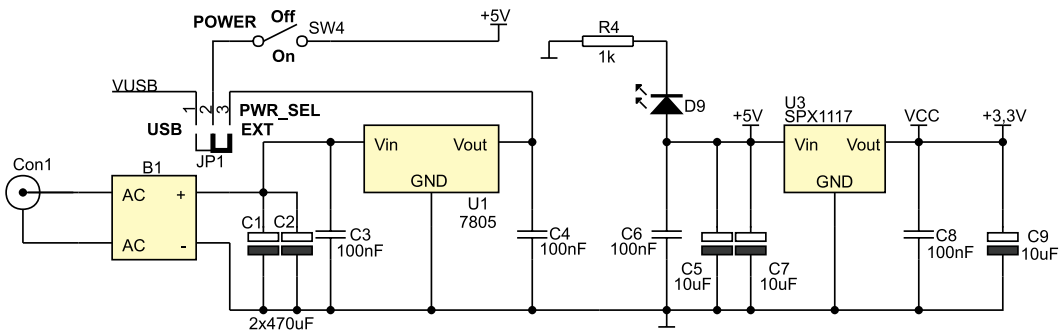 POWER
Off
SW4
On
+5V
R4
1k
VUSB
1 2 3
PWR_SEL
USB
EXT
JP1
D9
+5V
U3
SPX1117
VCC
+3,3V
Con1
B1
AC
+
AC
-
Vin
Vout
GND
U1
7805
Vin
Vout
GND
C1
C2
C3
100nF
C4
100nF
C6
100nF
C5
10uF
C7
10uF
C8
100nF
C9
10uF
2x470uF